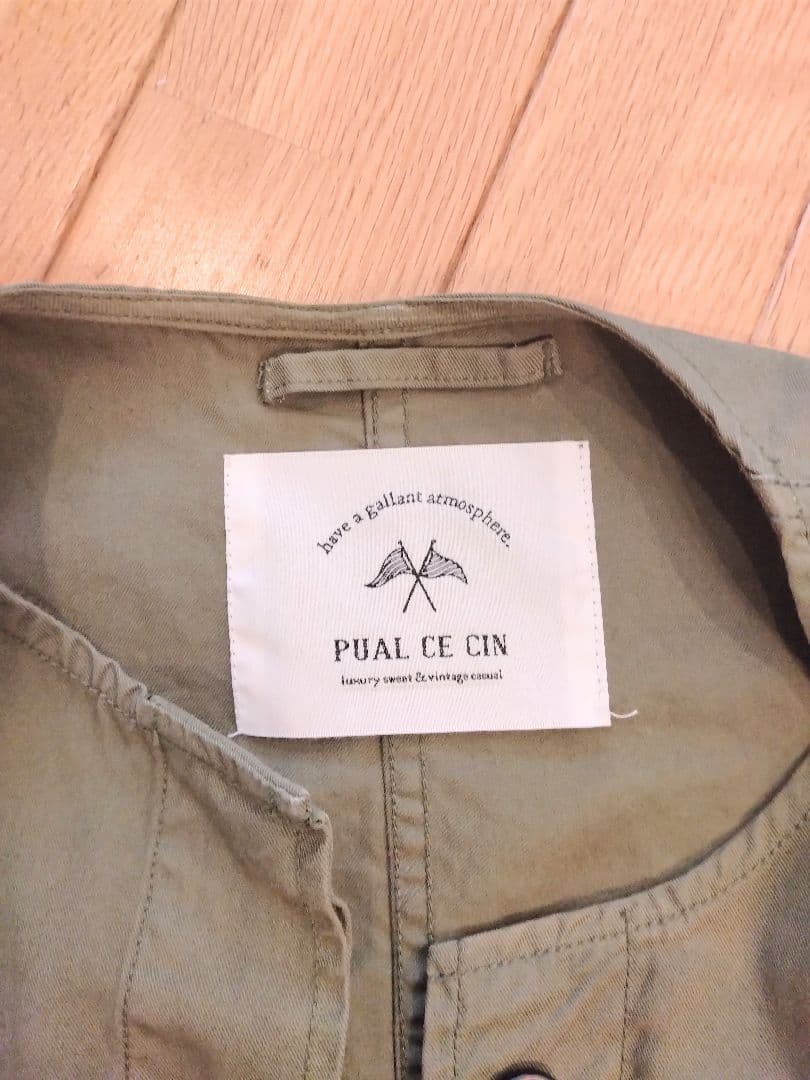 have a gallant atmosphere.
PUAL CE CIN
luxury sweet & vintage casual